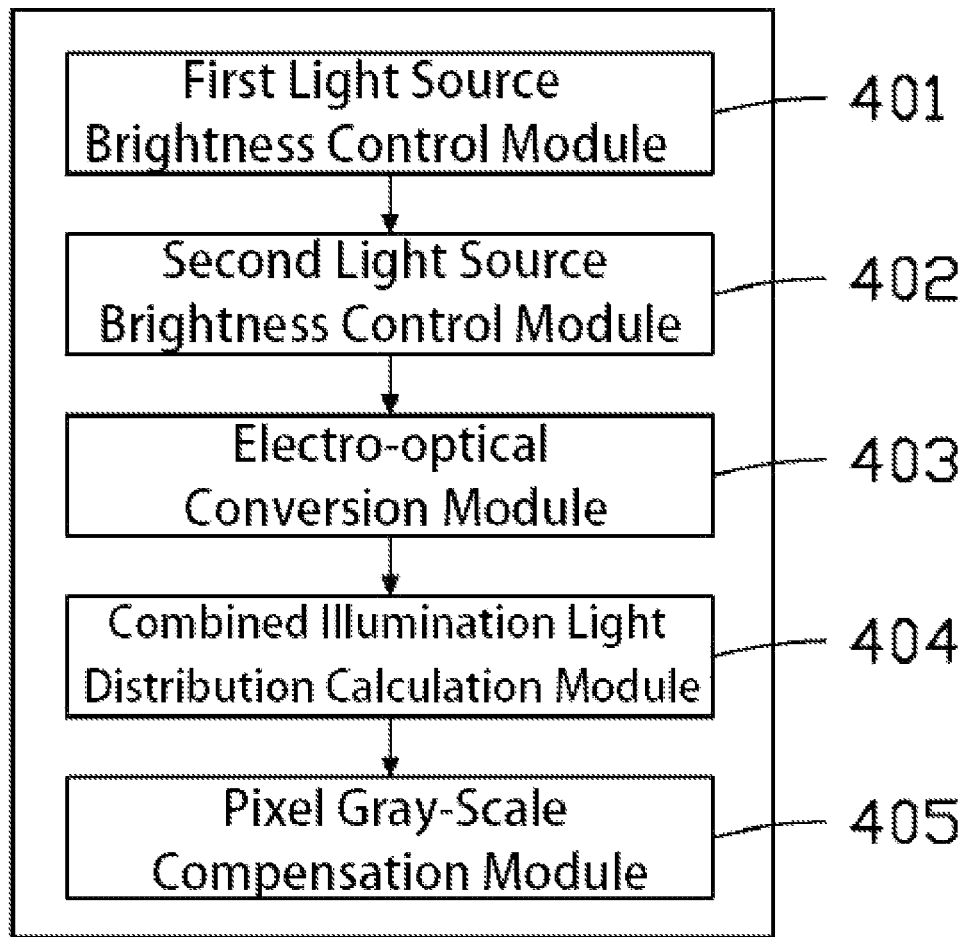 First Light Source
Brightness Control Module
401
Second Light Source
Brightness Control Module
402
Electro-optical
Conversion Module
403
Combined Illumination Light
Distribution Calculation Module
404
Pixel Gray-Scale
Compensation Module
405